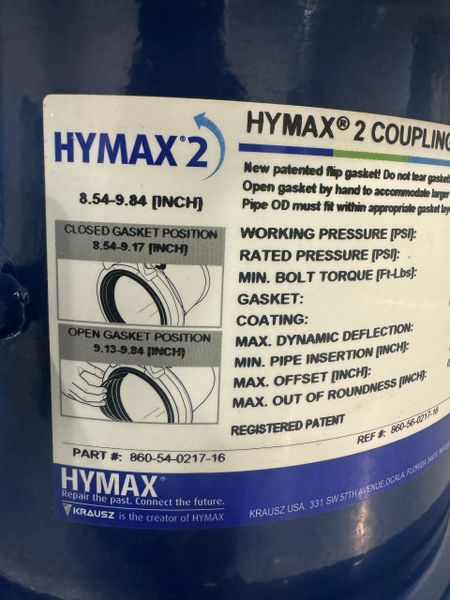 HYMAX®2
8.54-9.84 [INCH]
CLOSED GASKET POSITION
8.54-9.17 [INCH]
OPEN GASKET POSITION
9.13-9.84 [INCH]
PART #: 860-54-0217-16
HYMAX® 2 COUPLING
New patented flip gasket! Do not tear gasket
Open gasket by hand to accommodate larger
Pipe OD must fit within appropriate gasket lay
WORKING PRESSURE [PSI]:
RATED PRESSURE [PSI]:
MIN. BOLT TORQUE [Ft-Lbs]:
GASKET:
COATING:
MAX. DYNAMIC DEFLECTION:
MIN. PIPE INSERTION [INCH]:
MAX. OFFSET [INCH]:
MAX. OUT OF ROUNDNESS [INCH]:
REGISTERED PATENT
REF #: 860-56-0217-16
HYMAX®
Repair the past. Connect the future.
KRAUSZ is the creator of HYMAX
KRAUSZ USA. 331 SW 57TH AVENUE, OCALA, FLORIDA